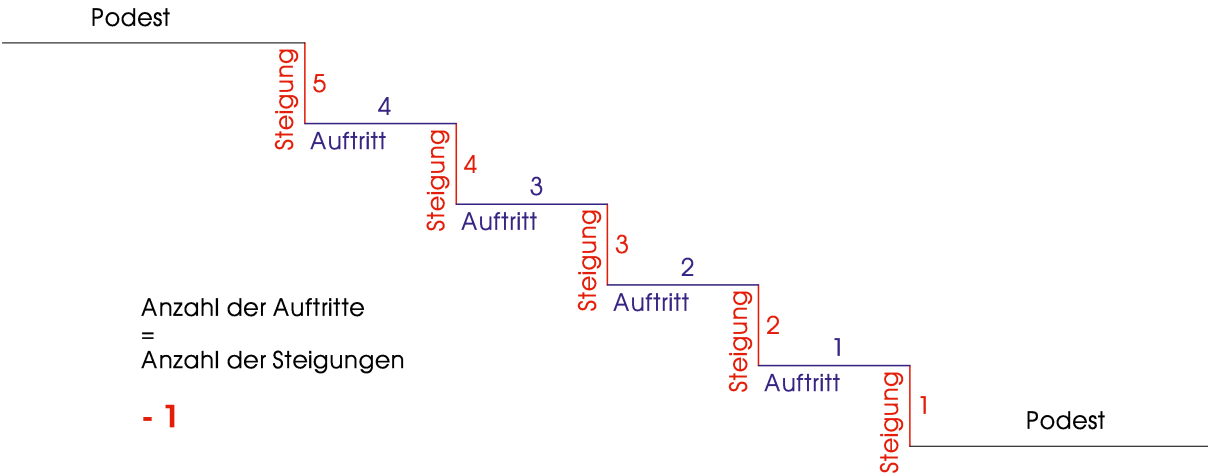 Podest
Steigung
5
4
Auftritt
Steigung
4
3
Auftritt
Steigung
3
2
Auftritt
Steigung
2
1
Auftritt
Steigung
1
Podest
Anzahl der Auftritte
=
Anzahl der Steigungen
- 1